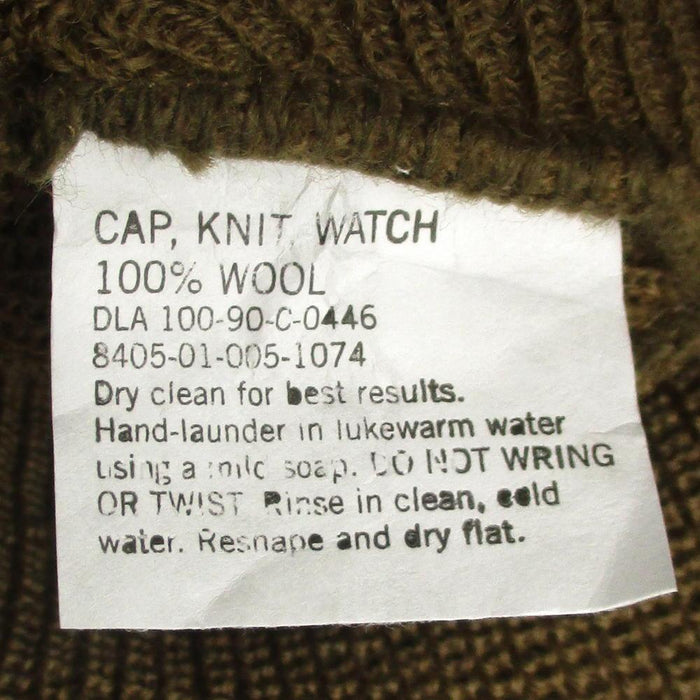 CAP, KNIT, WATCH
100% WOOL
DLA 100-90-C-0446
8405-01-005-1074
Dry clean for best results.
Hand-launder in lukewarm water
using a mild soap. DO NOT WRING
OR TWIST. Rinse in clean, cold
water. Reshape and dry flat.